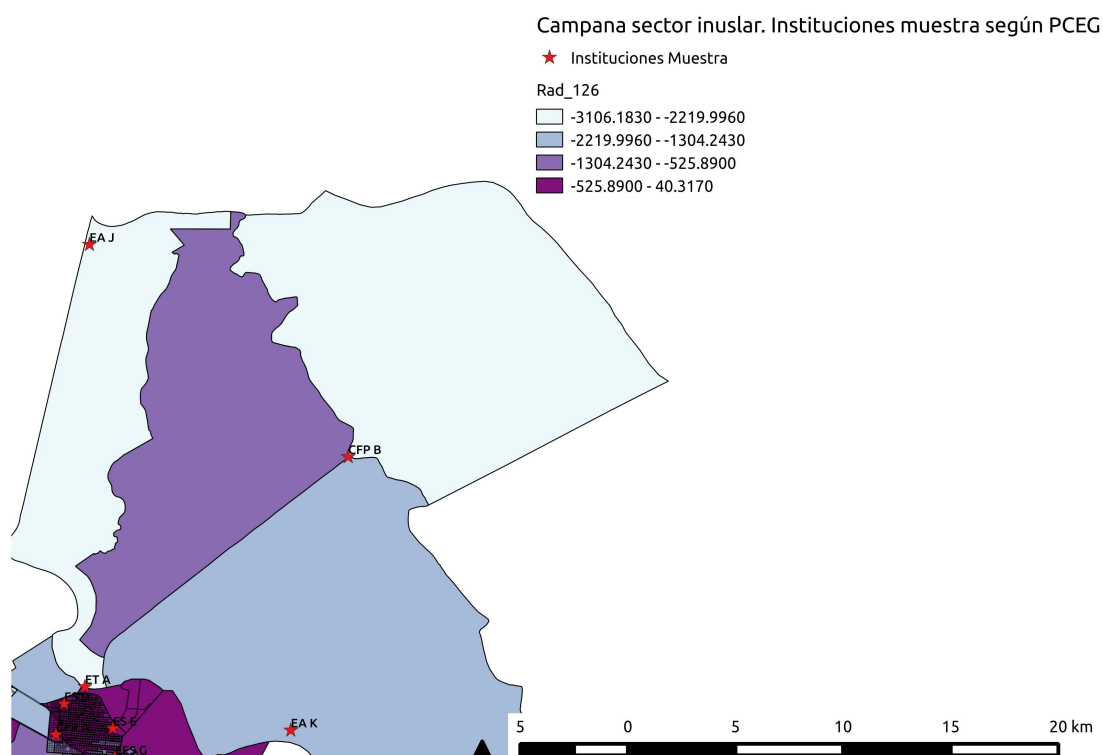 Campana sector inuslar. Instituciones muestra según PCEG
Instituciones Muestra
Rad_126
-3106.1830 - -2219.9960
-2219.9960 - -1304.2430
-1304.2430 - -525.8900
-525.8900 - 40.3170
EA J
CFP B
ET A
ES E
EA K
ES G
5 0 5 10 15 20 km